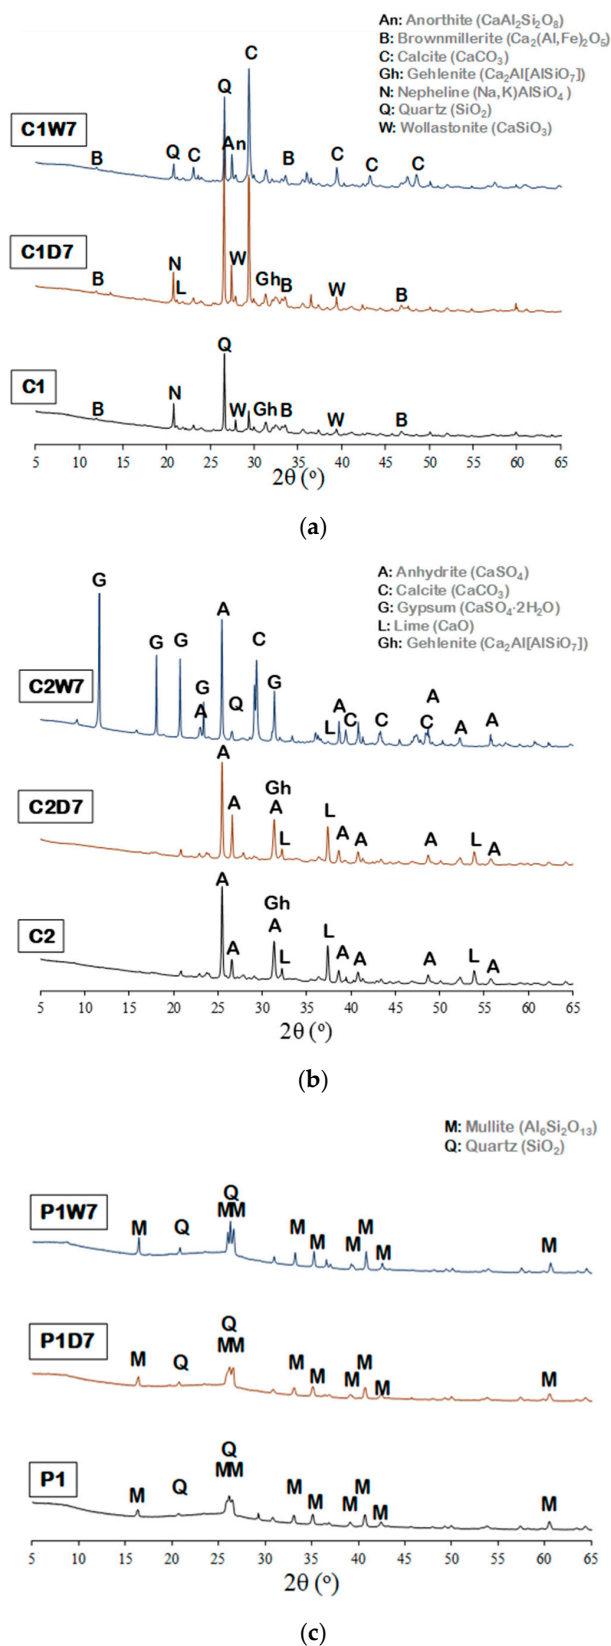 An: Anorthite (CaAl2Si2O8)
B: Brownmillerite (Ca2(Al,Fe)2O5)
C: Calcite (CaCO3)
Gh: Gehlenite (Ca2Al[AlSiO7])
N: Nepheline (Na,K)AlSiO4 )
Q: Quartz (SiO2)
W: Wollastonite (CaSiO3)
C
Q
C1W7
B Q C An B C C C
C1D7
B N L W Gh B W B
Q
C1
B N W Gh B W B
5 10 15 20 25 30 35 40 45 50 55 60 65
2θ (º)
(a)
A: Anhydrite (CaSO4)
C: Calcite (CaCO3)
G: Gypsum (CaSO4·2H2O)
L: Lime (CaO)
Gh: Gehlenite (Ca2Al[AlSiO7])
G G G A C
C2W7
A G Q G L A C C C A A A
C2D7
A A Gh A L L A A A L A
C2
A A Gh A L L A A A L A
5 10 15 20 25 30 35 40 45 50 55 60 65
2θ (º)
(b)
M: Mullite (Al6Si2O13)
Q: Quartz (SiO2)
P1W7
M Q Q MM M M M M M M
P1D7
M Q Q MM M M M M M M
P1
M Q Q MM M M M M M M
5 10 15 20 25 30 35 40 45 50 55 60 65
2θ (º)
(c)